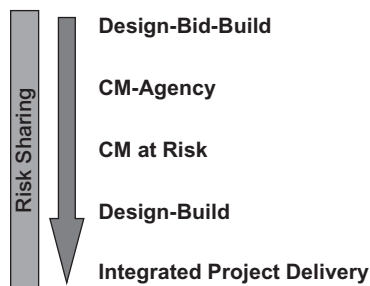 Risk Sharing
Design-Bid-Build
CM-Agency
CM at Risk
Design-Build
Integrated Project Delivery